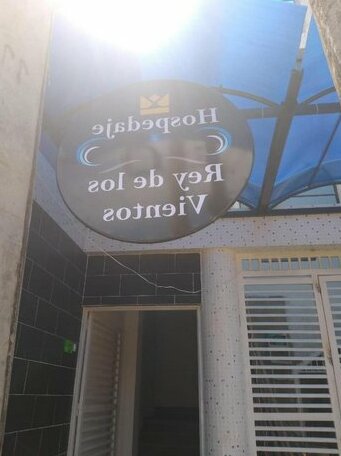 Hospedaje
Rey de los
Vientos